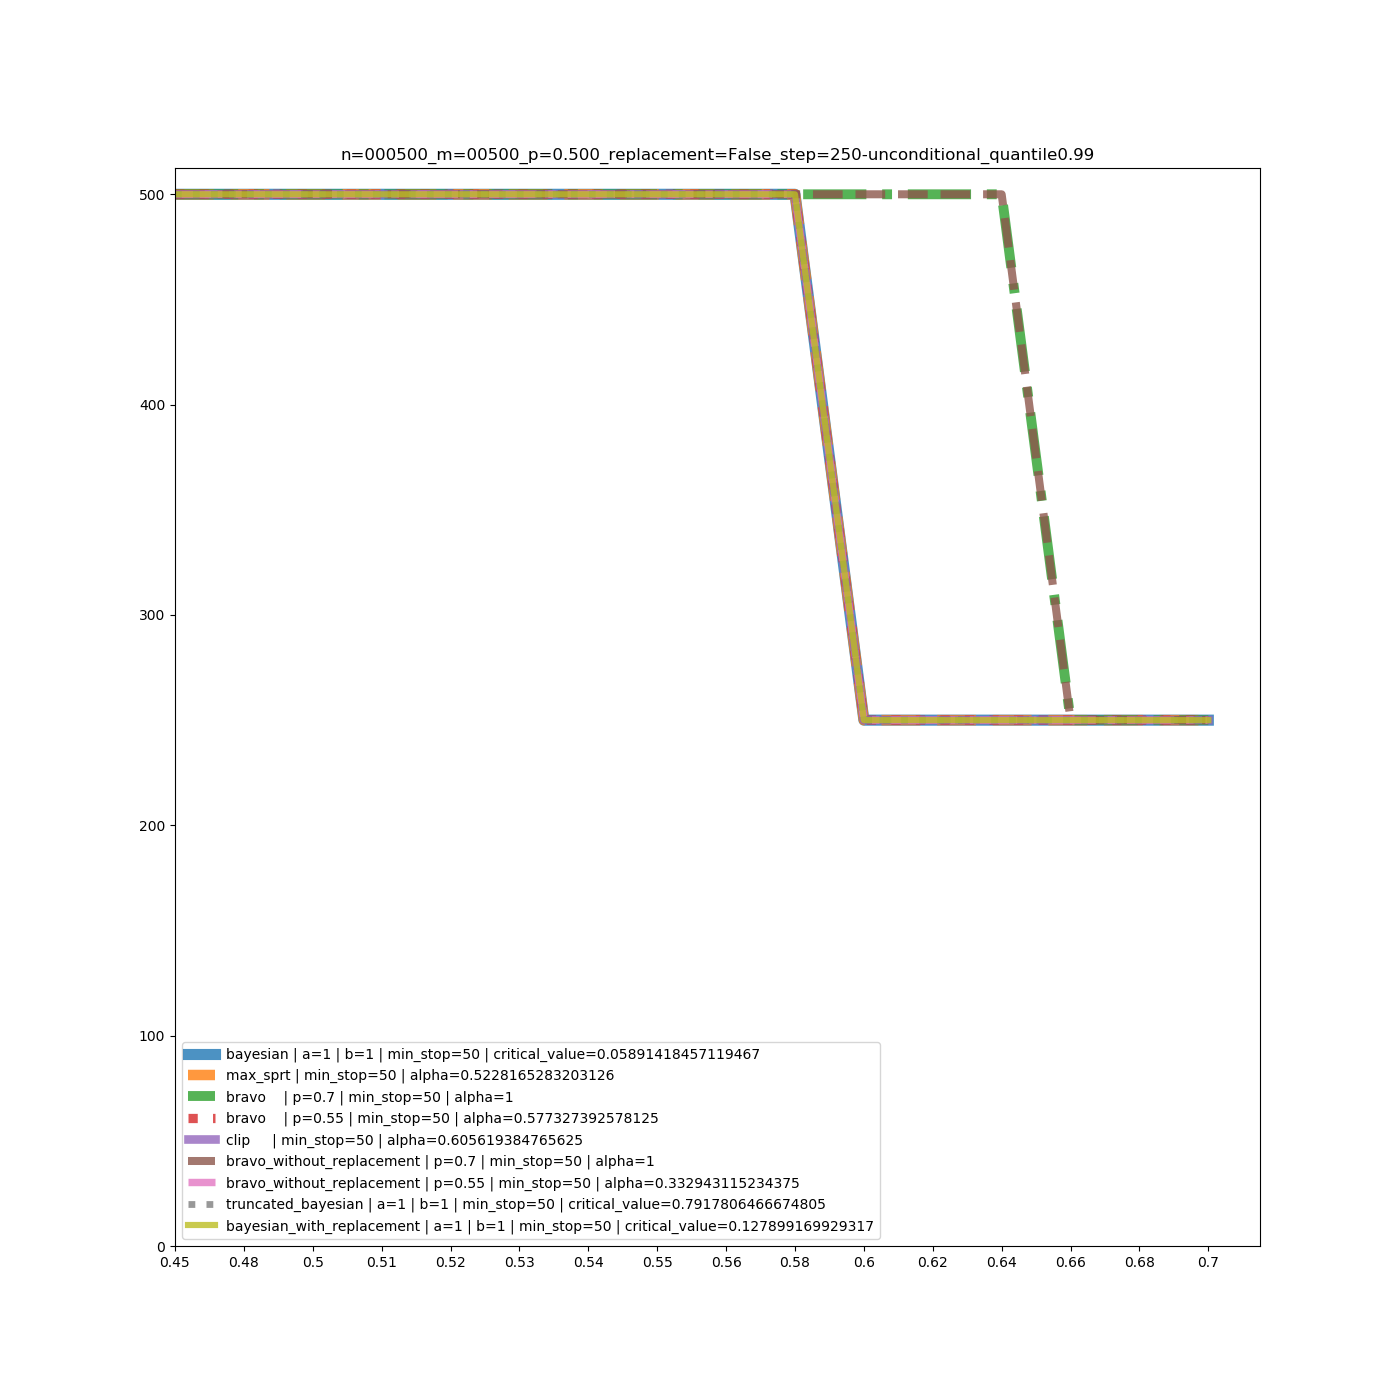 n=000500_m=00500_p=0.500_replacement=False_step=250-unconditional_quantile0.99
500
400
300
200
100
0
bayesian | a=1 | b=1 | min_stop=50 | critical_value=0.05891418457119467
max_sprt | min_stop=50 | alpha=0.5228165283203126
bravo | p=0.7 | min_stop=50 | alpha=1
bravo | p=0.55 | min_stop=50 | alpha=0.577327392578125
clip | min_stop=50 | alpha=0.605619384765625
bravo_without_replacement | p=0.7 | min_stop=50 | alpha=1
bravo_without_replacement | p=0.55 | min_stop=50 | alpha=0.332943115234375
truncated_bayesian | a=1 | b=1 | min_stop=50 | critical_value=0.7917806466674805
bayesian_with_replacement | a=1 | b=1 | min_stop=50 | critical_value=0.127899169929317
0.45 0.48 0.5 0.51 0.52 0.53 0.54 0.55 0.56 0.58 0.6 0.62 0.64 0.66 0.68 0.7